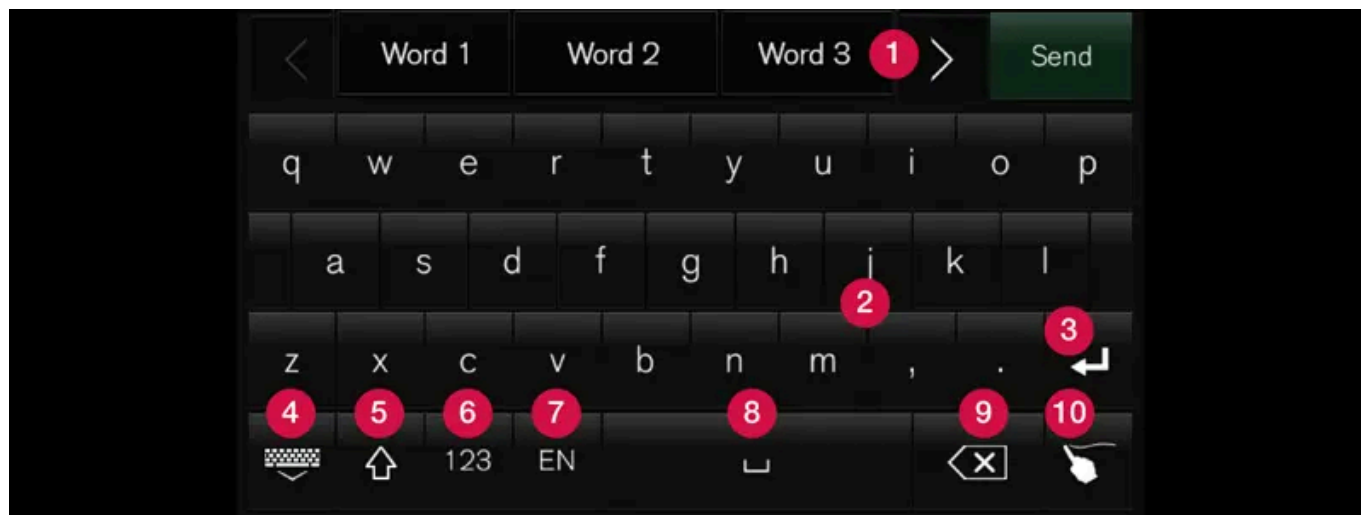 Word 1 Word 2 Word 3 1 Send
q w e r t y u i o p
a s d f g h j k l
2
3
z x c v b n m , .
4 5 6 7 8 9 10
123 EN